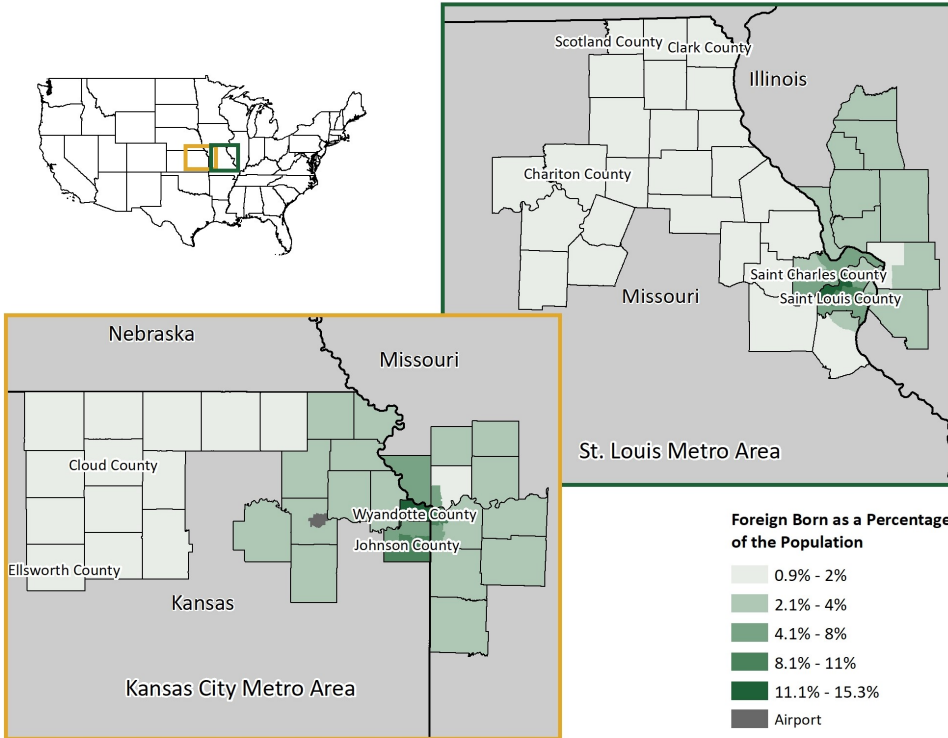 Scotland County
Clark County
Illinois
Chariton County
Saint Charles County
Saint Louis County
Missouri
St. Louis Metro Area
Nebraska
Missouri
Cloud County
Wyandotte County
Johnson County
Ellsworth County
Kansas
Kansas City Metro Area
Foreign Born as a Percentage
of the Population
0.9% - 2%
2.1% - 4%
4.1% - 8%
8.1% - 11%
11.1% - 15.3%
Airport